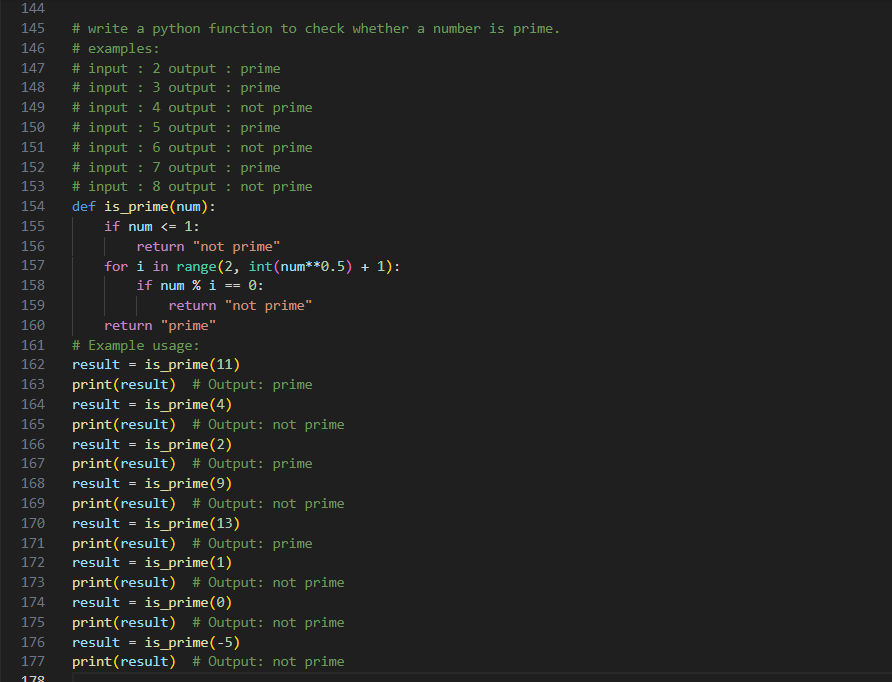 144
145 # write a python function to check whether a number is prime.
146 # examples:
147 # input : 2 output : prime
148 # input : 3 output : prime
149 # input : 4 output : not prime
150 # input : 5 output : prime
151 # input : 6 output : not prime
152 # input : 7 output : prime
153 # input : 8 output : not prime
154 def is_prime(num):
155     if num <= 1:
156         return "not prime"
157     for i in range(2, int(num**0.5) + 1):
158         if num % i == 0:
159             return "not prime"
160     return "prime"
161 # Example usage:
162 result = is_prime(11)
163 print(result)  # Output: prime
164 result = is_prime(4)
165 print(result)  # Output: not prime
166 result = is_prime(2)
167 print(result)  # Output: prime
168 result = is_prime(9)
169 print(result)  # Output: not prime
170 result = is_prime(13)
171 print(result)  # Output: prime
172 result = is_prime(1)
173 print(result)  # Output: not prime
174 result = is_prime(0)
175 print(result)  # Output: not prime
176 result = is_prime(-5)
177 print(result)  # Output: not prime
178